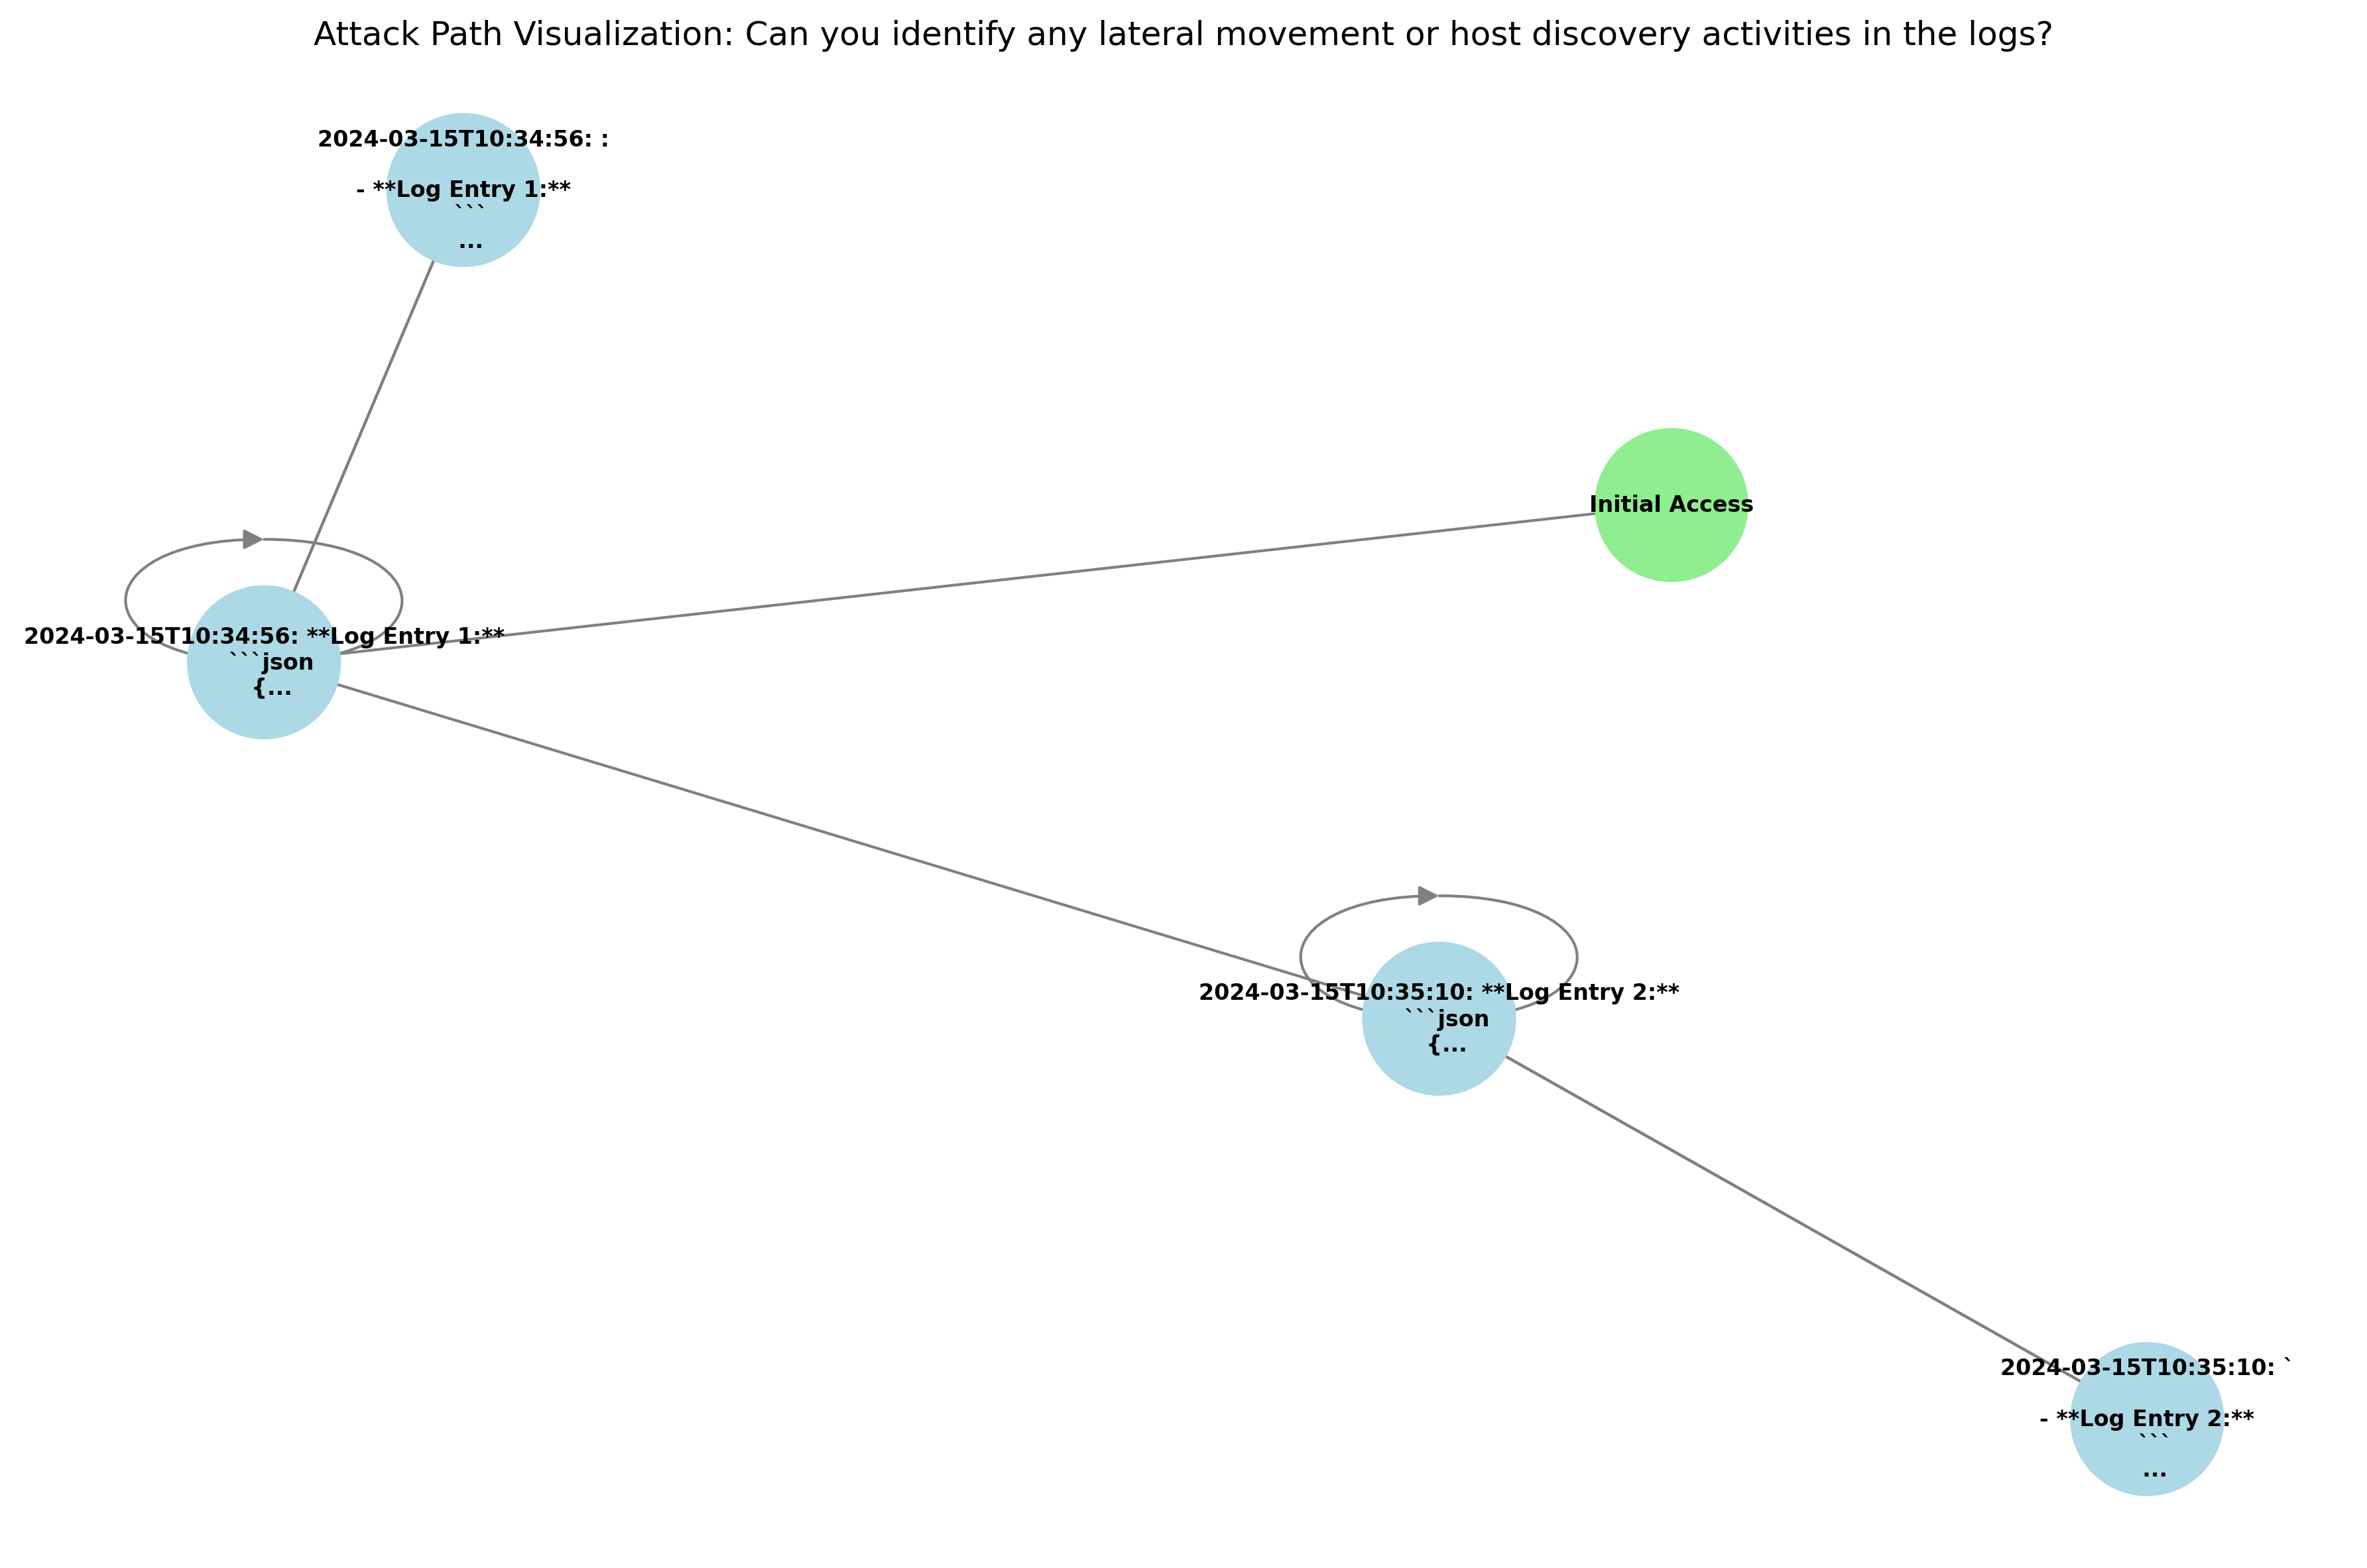 Attack Path Visualization: Can you identify any lateral movement or host discovery activities in the logs?
2024-03-15T10:34:56: :
- **Log Entry 1:**
```
...
Initial Access
2024-03-15T10:34:56: **Log Entry 1:**
```json
{...
2024-03-15T10:35:10: **Log Entry 2:**
```json
{...
2024-03-15T10:35:10: `
- **Log Entry 2:**
```
...